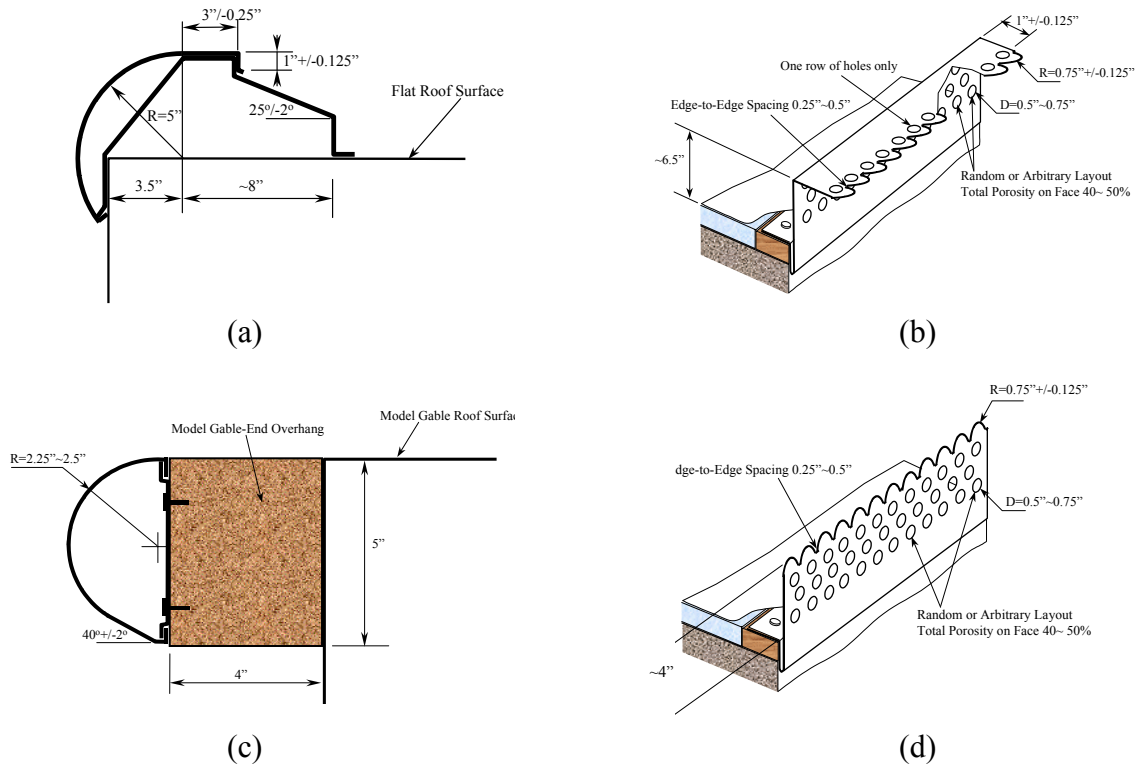 3”/-0.25”
1”+/-0.125”
R=5”
25º/-2º
Flat Roof Surface
3.5”
~8”
(a)
1”+/-0.125”
One row of holes only
R=0.75”+/-0.125”
Edge-to-Edge Spacing 0.25”~0.5”
D=0.5”~0.75”
~6.5”
Random or Arbitrary Layout
Total Porosity on Face 40~ 50%
(b)
Model Gable Roof Surfac
Model Gable-End Overhang
R=2.25”~2.5”
5”
40º+/-2º
4”
(c)
R=0.75”+/-0.125”
dge-to-Edge Spacing 0.25”~0.5”
D=0.5”~0.75”
Random or Arbitrary Layout
Total Porosity on Face 40~ 50%
~4”
(d)